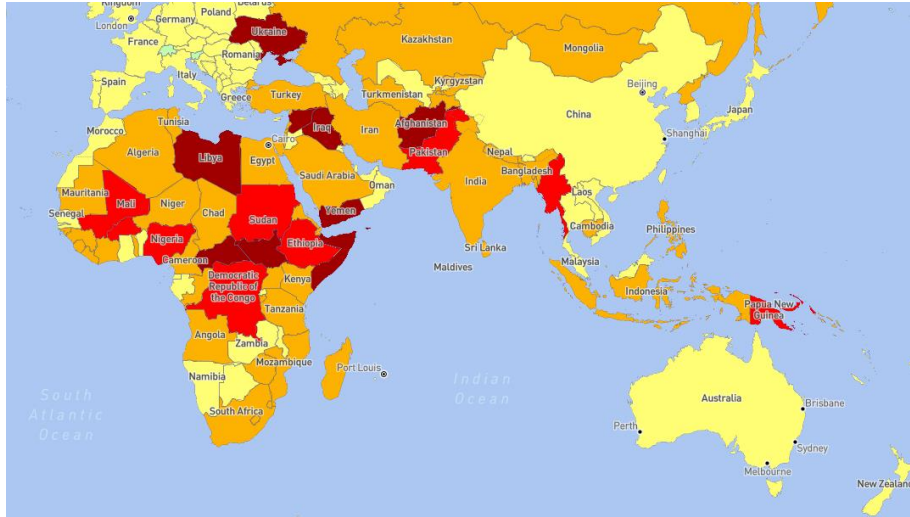 Kingdom
Belarus
London
Germany
Poland
Ukraine
France
Romania
Kazakhstan
Mongolia
Spain
Italy
Greece
Turkey
Turkmenistan
Kyrgyzstan
Beijing
Japan
China
Shanghai
Tunisia
Morocco
Algeria
Libya
Cairo
Egypt
Iraq
Iran
Afghanistan
Pakistan
Nepal
Bangladesh
India
Saudi Arabia
Oman
Yemen
Laos
Cambodia
Philippines
Mauritania
Senegal
Mali
Niger
Chad
Sudan
Nigeria
Ethiopia
Cameroon
Sri Lanka
Maldives
Malaysia
Indonesia
Papua New
Guinea
Democratic
Republic of
the Congo
Kenya
Tanzania
Angola
Zambia
Mozambique
Port Louis
Namibia
South Africa
South
Atlantic
Ocean
Indian
Ocean
Australia
Brisbane
Perth
Sydney
Melbourne
New Zealand